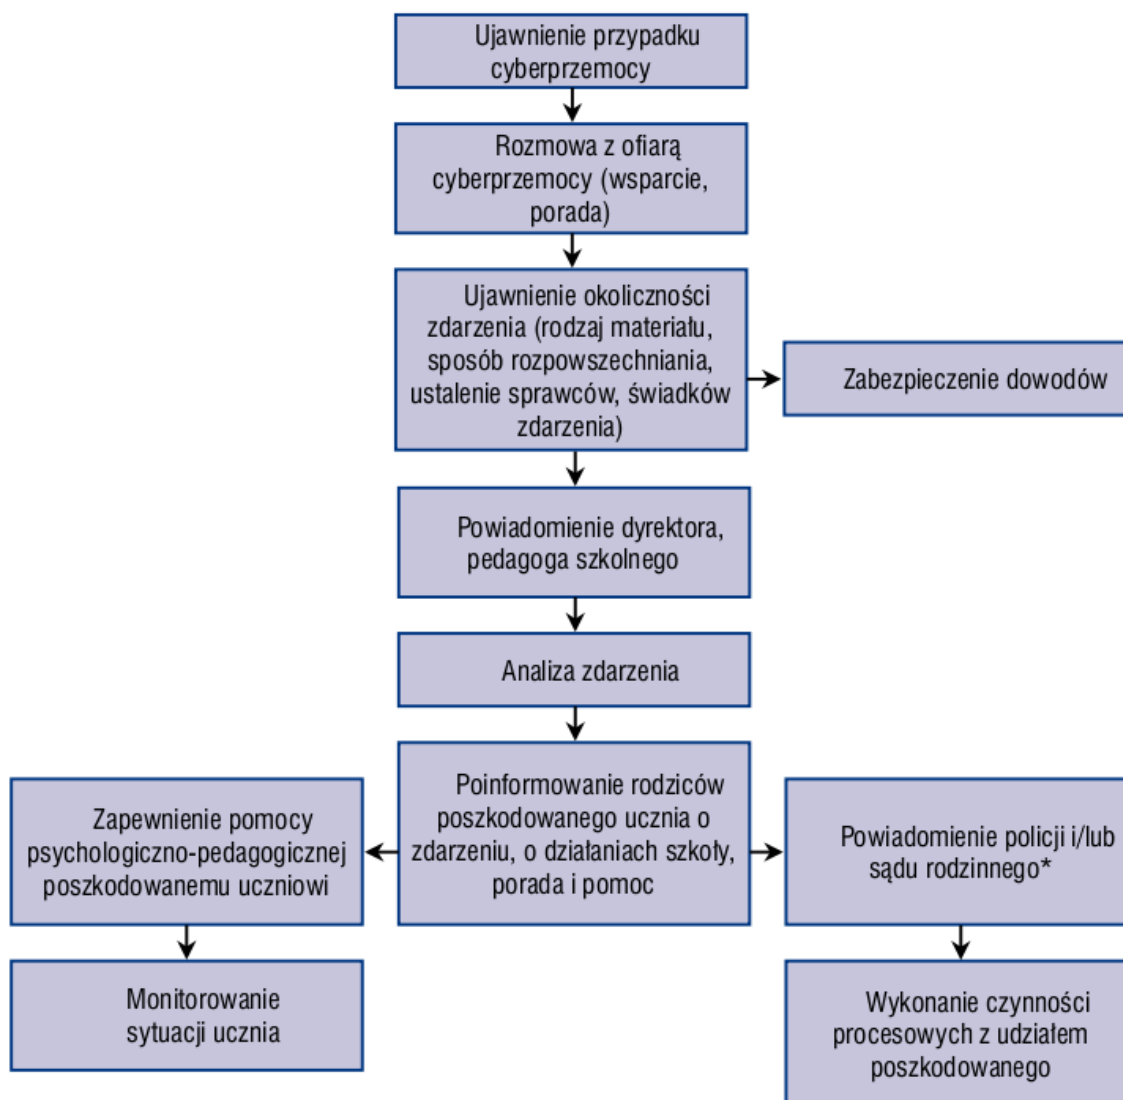 Ujawnienie przypadku
cyberprzemocy
Rozmowa z ofiarą
cyberprzemocy (wsparcie,
porada)
Ujawnienie okoliczności
zdarzenia (rodzaj materiału,
sposób rozpowszechniania,
ustalenie sprawców, świadków
zdarzenia)
Zabezpieczenie dowodów
Powiadomienie dyrektora,
pedagoga szkolnego
Analiza zdarzenia
Poinformowanie rodziców
poszkodowanego ucznia o
zdarzeniu, o działaniach szkoły,
porada i pomoc
Zapewnienie pomocy
psychologiczno-pedagogicznej
poszkodowanemu uczniowi
Powiadomienie policji i/lub
sądu rodzinnego*
Monitorowanie
sytuacji ucznia
Wykonanie czynności
procesowych z udziałem
poszkodowanego